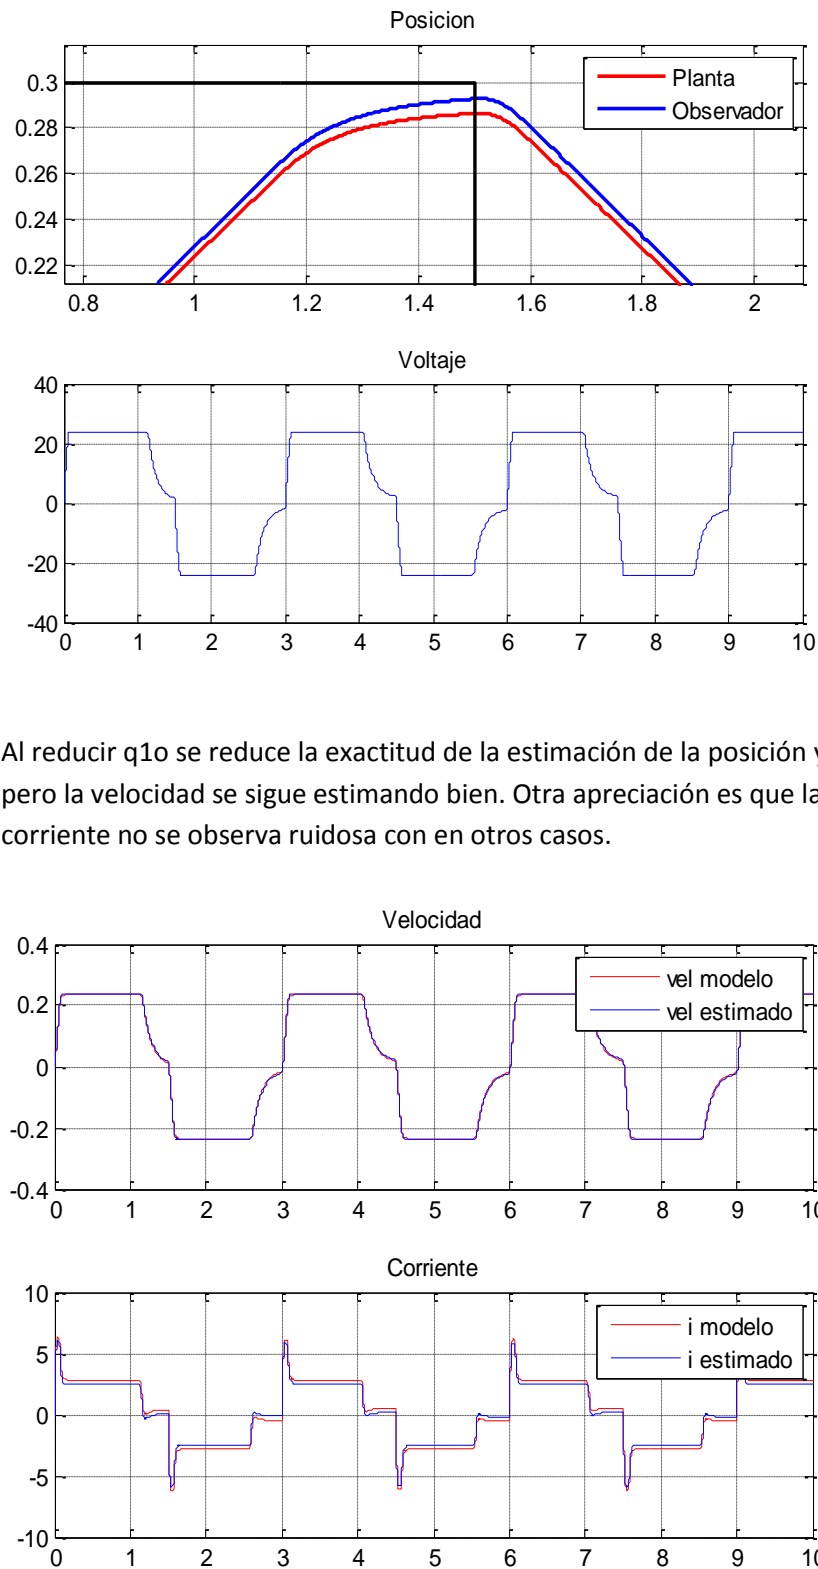 Posicion
Planta
Observador
0.3
0.28
0.26
0.24
0.22
0.8 1 1.2 1.4 1.6 1.8 2
Voltaje
40
20
0
-20
-40
0 1 2 3 4 5 6 7 8 9 10
Al reducir q1o se reduce la exactitud de la estimación de la posición y
pero la velocidad se sigue estimando bien. Otra apreciación es que la
corriente no se observa ruidosa con en otros casos.
Velocidad
vel modelo
vel estimado
0.4
0.2
0
-0.2
-0.4
0 1 2 3 4 5 6 7 8 9 10
Corriente
i modelo
i estimado
10
5
0
-5
-10
0 1 2 3 4 5 6 7 8 9 10